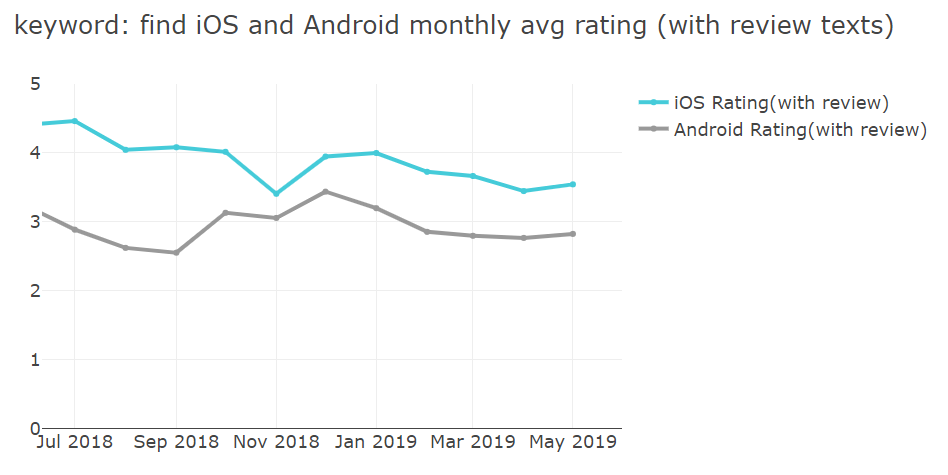 keyword: find iOS and Android monthly avg rating (with review texts)
5
4
3
2
1
0
iOS Rating(with review)
Android Rating(with review)
Jul 2018 Sep 2018 Nov 2018 Jan 2019 Mar 2019 May 2019